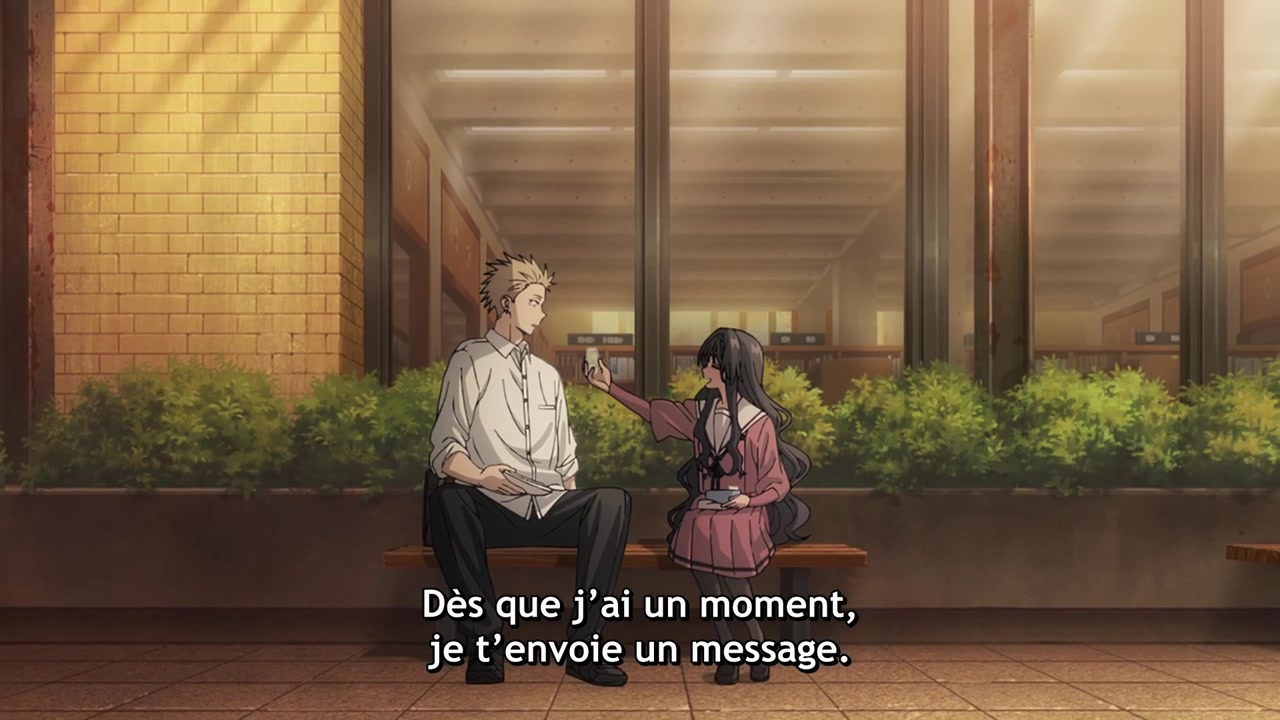 Dès que j’ai un moment,
je t’envoie un message.